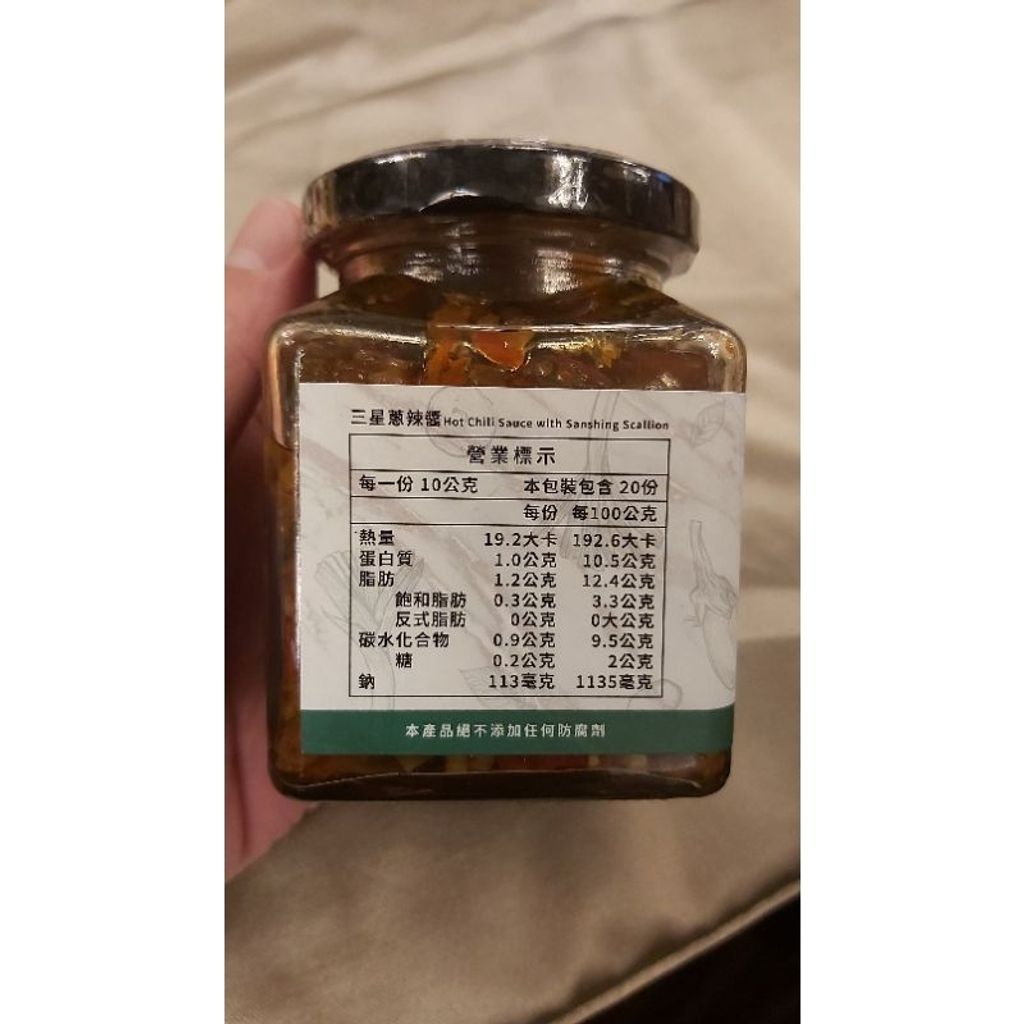 三星蔥辣醬 Hot Chili Sauce with Sanshing Scallion
營業標示
每一份 10公克 本包裝包含 20份
每份 每100公克
熱量 19.2大卡 192.6大卡
蛋白質 1.0公克 10.5公克
脂肪 1.2公克 12.4公克
飽和脂肪 0.3公克 3.3公克
反式脂肪 0公克 0大公克
碳水化合物 0.9公克 9.5公克
糖 0.2公克 2公克
鈉 113毫克 1135毫克
本產品絕不添加任何防腐劑